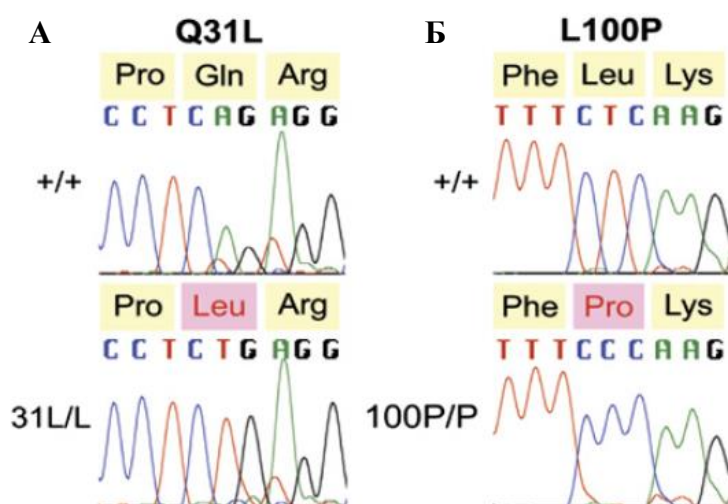 А Q31L
Pro Gln Arg
C C T C A G A G G
+/+
Pro Leu Arg
C C T C T G A G G
31L/L
Б L100P
Phe Leu Lys
T T T C T C A A G
+/+
Phe Pro Lys
T T T C C C A A G
100P/P